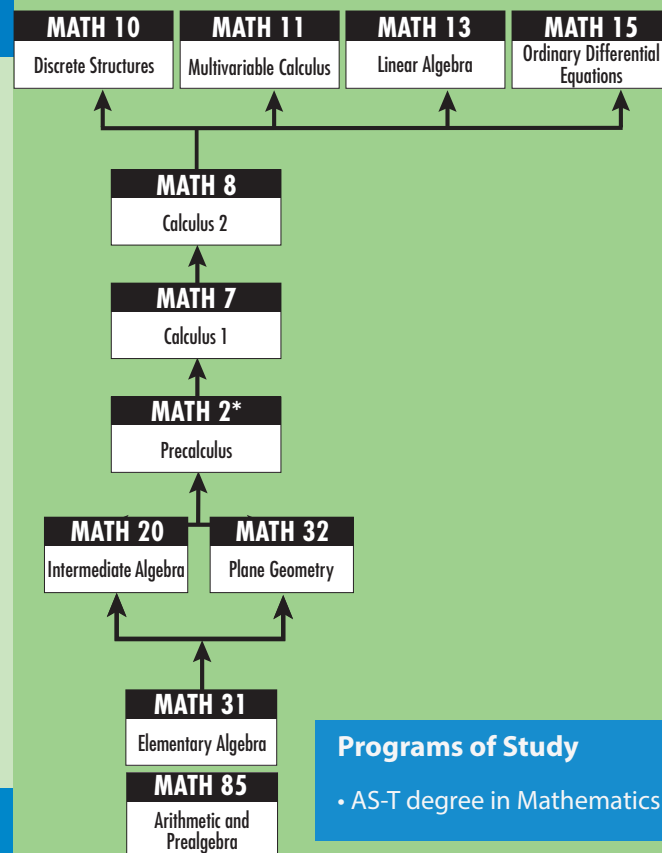 MATH 10
Discrete Structures
MATH 11
Multivariable Calculus
MATH 13
Linear Algebra
MATH 15
Ordinary Differential
Equations
MATH 8
Calculus 2
MATH 7
Calculus 1
MATH 2*
Precalculus
MATH 20
Intermediate Algebra
MATH 32
Plane Geometry
MATH 31
Elementary Algebra
MATH 85
Arithmetic and
Prealgebra
Programs of Study
• AS-T degree in Mathematics